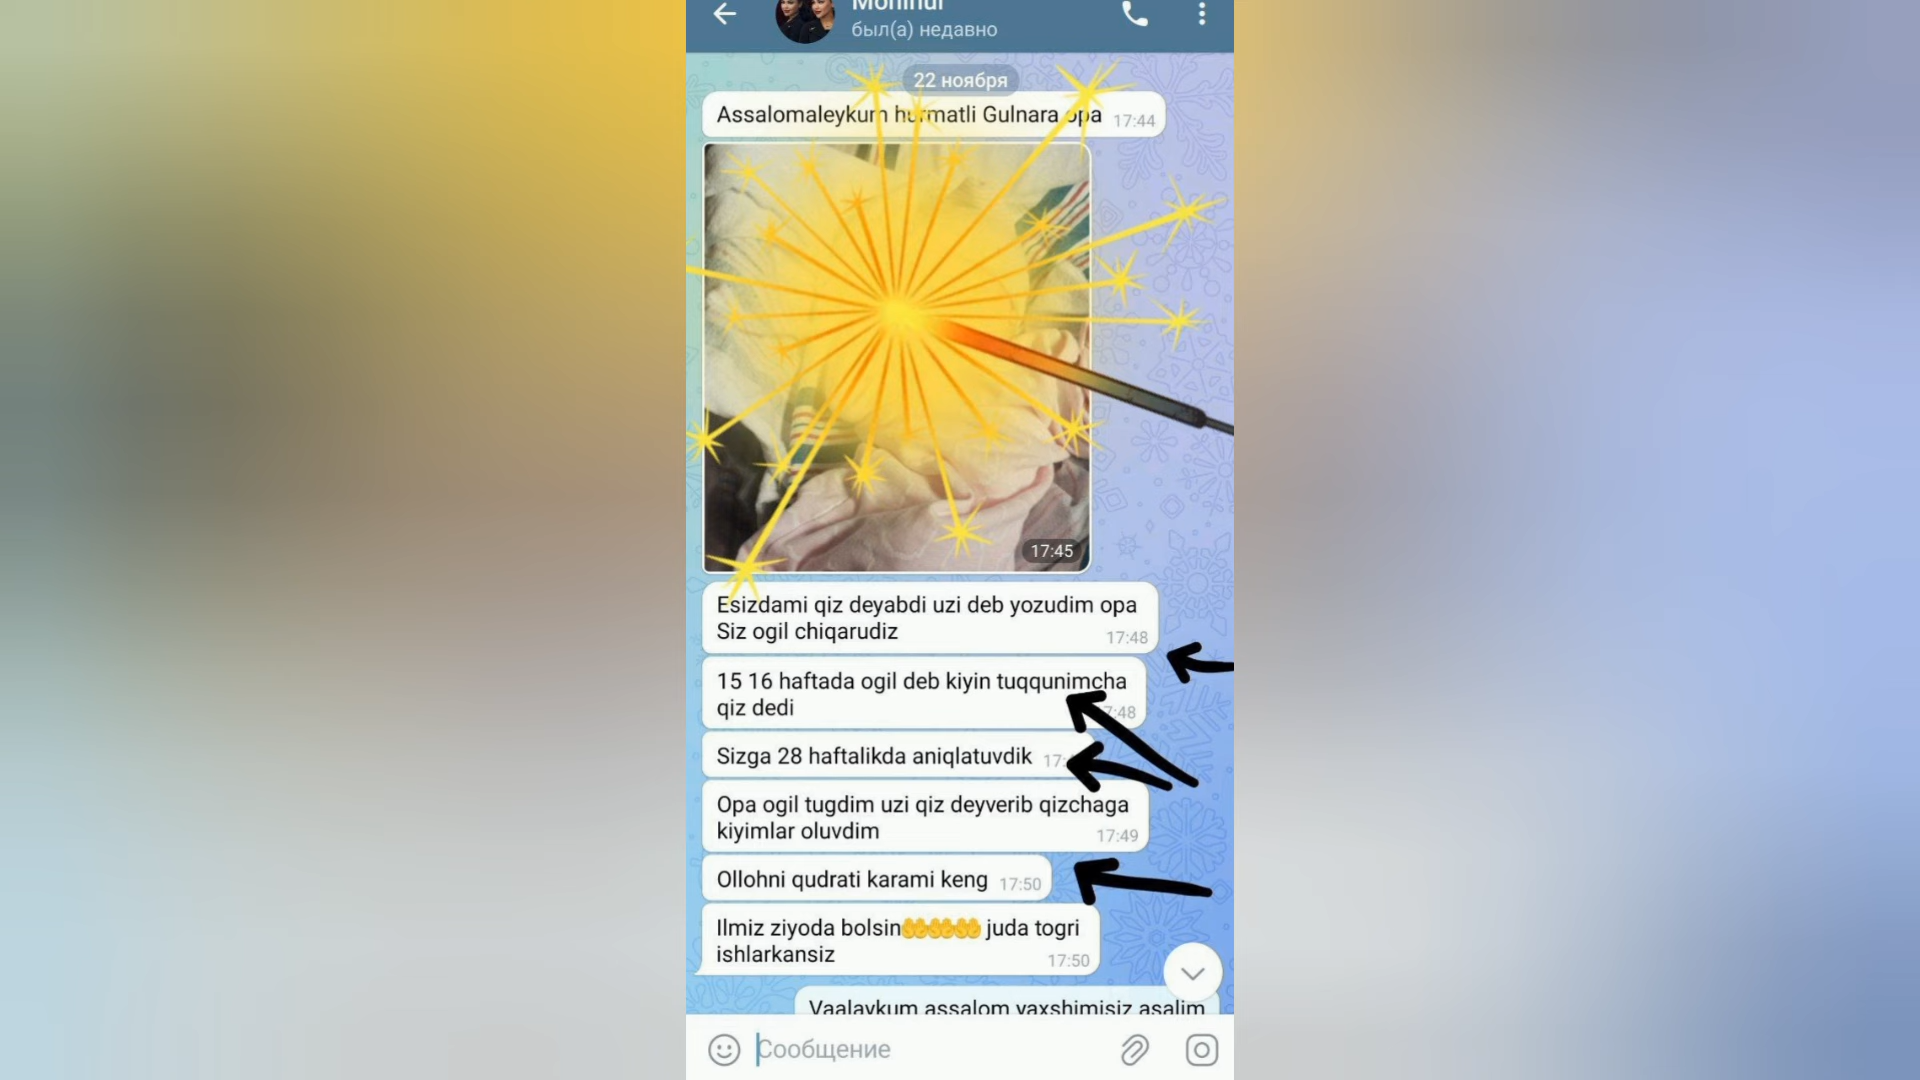 Mohinur
был(а) недавно
22 ноября
Assalomaleykum hurmatli Gulnara opa 17:44
17:45
Esizdami qiz deyabdi uzi deb yozudim opa
Siz ogil chiqarudiz 17:48
15 16 haftada ogil deb kiyin tuqqunimcha
qiz dedi 7:48
Sizga 28 haftalikda aniqlatuvdik 17:
Opa ogil tugdim uzi qiz deyverib qizchaga
kiyimlar oluvdim 17:49
Ollohni qudrati karami keng 17:50
Ilmiz ziyoda bolsin🤲🤲🤲🤲 juda togri
ishlarkansiz 17:50
Vaalaykum assalom yaxshimisiz asalim
Сообщение